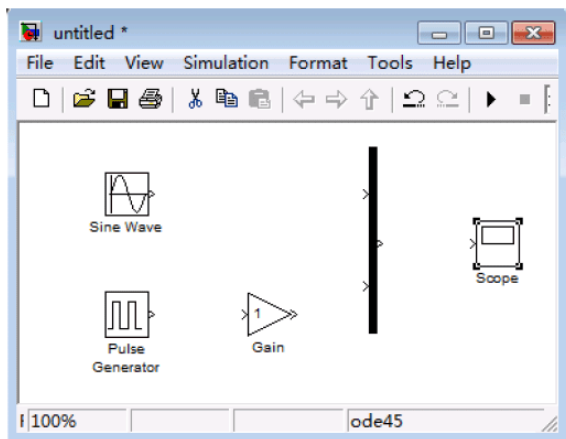 untitled *
File Edit View Simulation Format Tools Help
Sine Wave
Scope
1
Pulse
Generator
Gain
100%
ode45